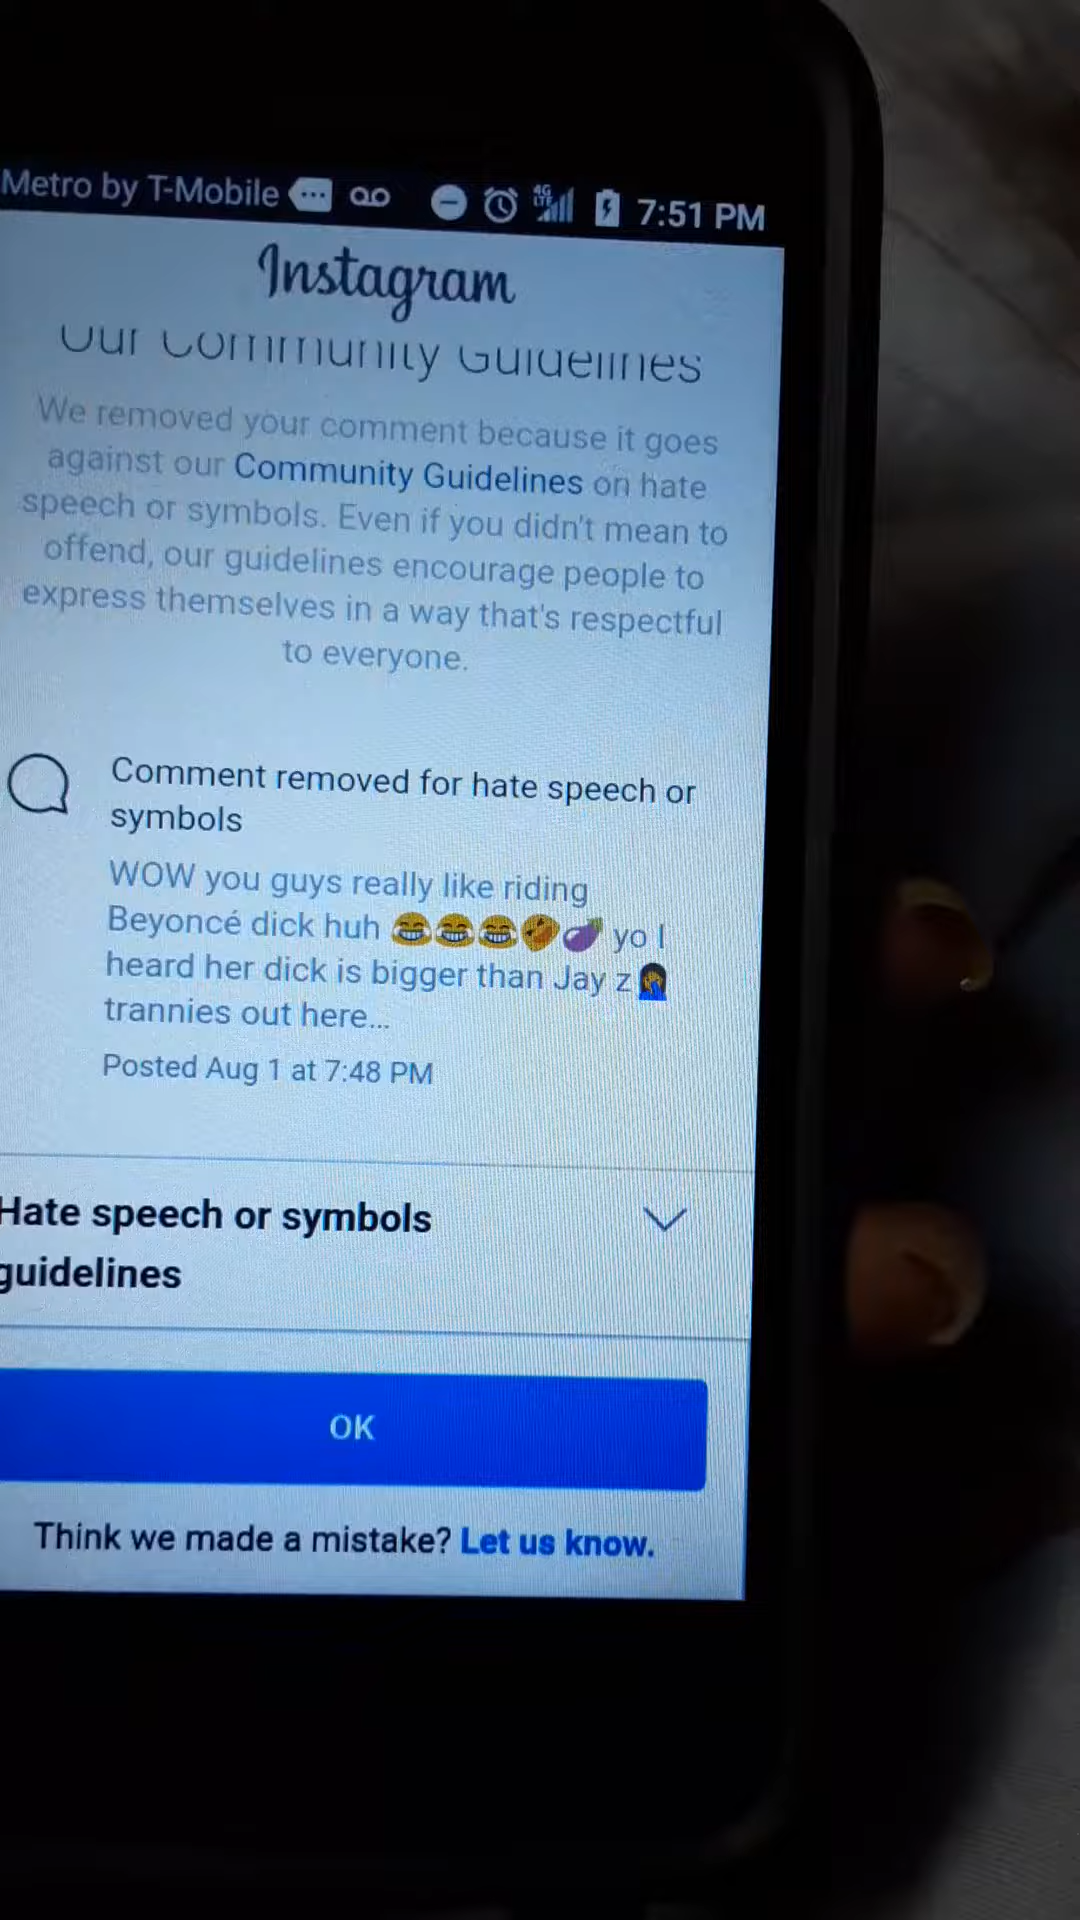 Metro by T-Mobile 4G LTE 7:51 PM
Instagram
Our Community Guidelines
We removed your comment because it goes
against our Community Guidelines on hate
speech or symbols. Even if you didn't mean to
offend, our guidelines encourage people to
express themselves in a way that's respectful
to everyone.
Comment removed for hate speech or
symbols
WOW you guys really like riding
Beyoncé dick huh 😂😂😂🤣🍆 yo I
heard her dick is bigger than Jay z🤦🏿‍♀️
trannies out here...
Posted Aug 1 at 7:48 PM
Hate speech or symbols
guidelines
OK
Think we made a mistake? Let us know.